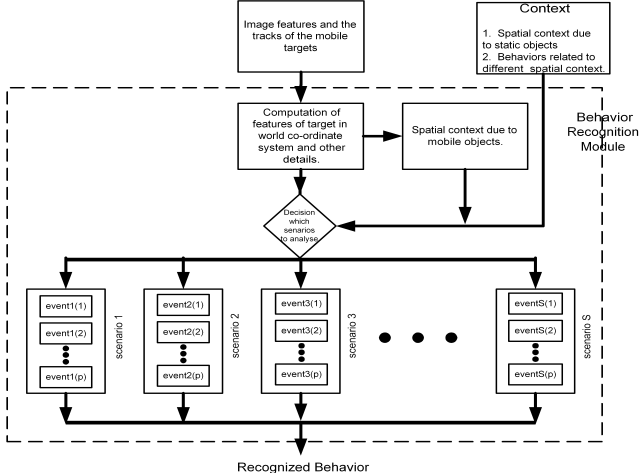 Image features and the
tracks of the mobile
targets
Context
1. Spatial context due
to static objects
2. Behaviors related to
different spatial context.
Computation of
features of target in
world co-ordinate
system and other
details.
Spatial context due to
mobile objects.
Behavior
Recognition
Module
Decision
which
senarios
to analyse
event1(1)
event1(2)
event1(p)
scenario 1
event2(1)
event2(2)
event2(p)
scenario 2
event3(1)
event3(2)
event3(p)
scenario 3
eventS(1)
eventS(2)
eventS(p)
scenario S
Recognized Behavior